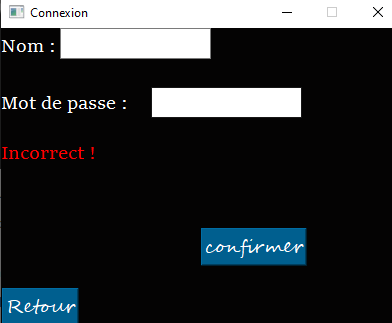 Connexion
Nom :
Mot de passe :
Incorrect !
confirmer
Retour